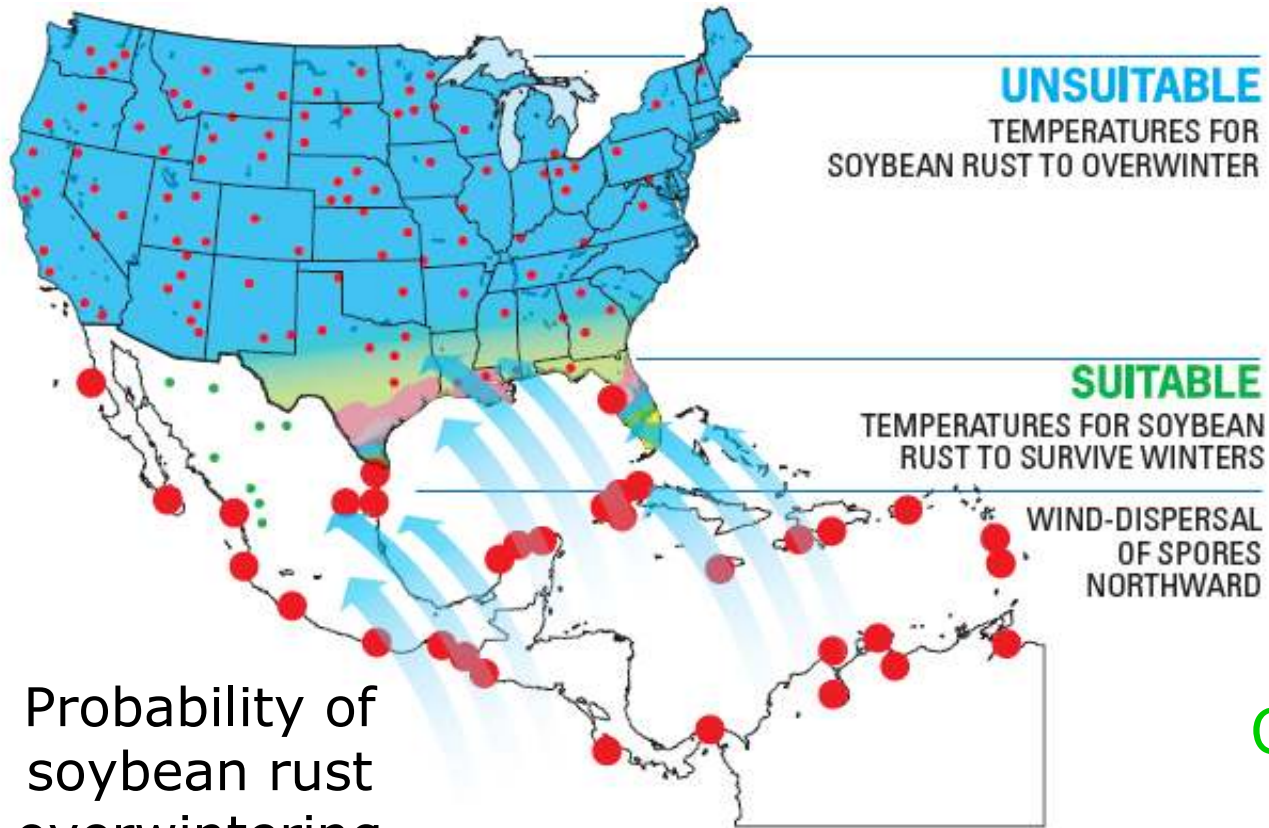 UNSUITABLE
TEMPERATURES FOR
SOYBEAN RUST TO OVERWINTER
SUITABLE
TEMPERATURES FOR SOYBEAN
RUST TO SURVIVE WINTERS
WIND-DISPERSAL
OF SPORES
NORTHWARD
Probability of
soybean rust
overwintering